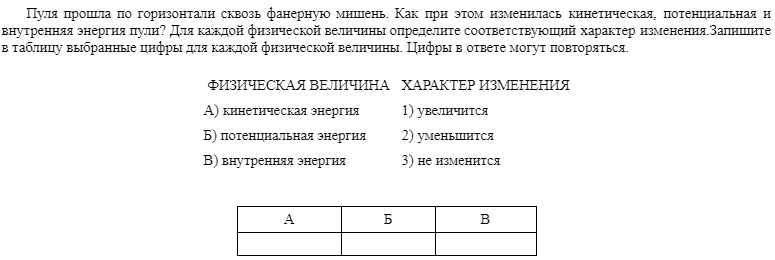 Пуля прошла по горизонтали сквозь фанерную мишень. Как при этом изменилась кинетическая, потенциальная и
внутренняя энергия пули? Для каждой физической величины определите соответствующий характер изменения.Запишите
в таблицу выбранные цифры для каждой физической величины. Цифры в ответе могут повторяться.
ФИЗИЧЕСКАЯ ВЕЛИЧИНА ХАРАКТЕР ИЗМЕНЕНИЯ
А) кинетическая энергия 1) увеличится
Б) потенциальная энергия 2) уменьшится
В) внутренняя энергия 3) не изменится
А Б В